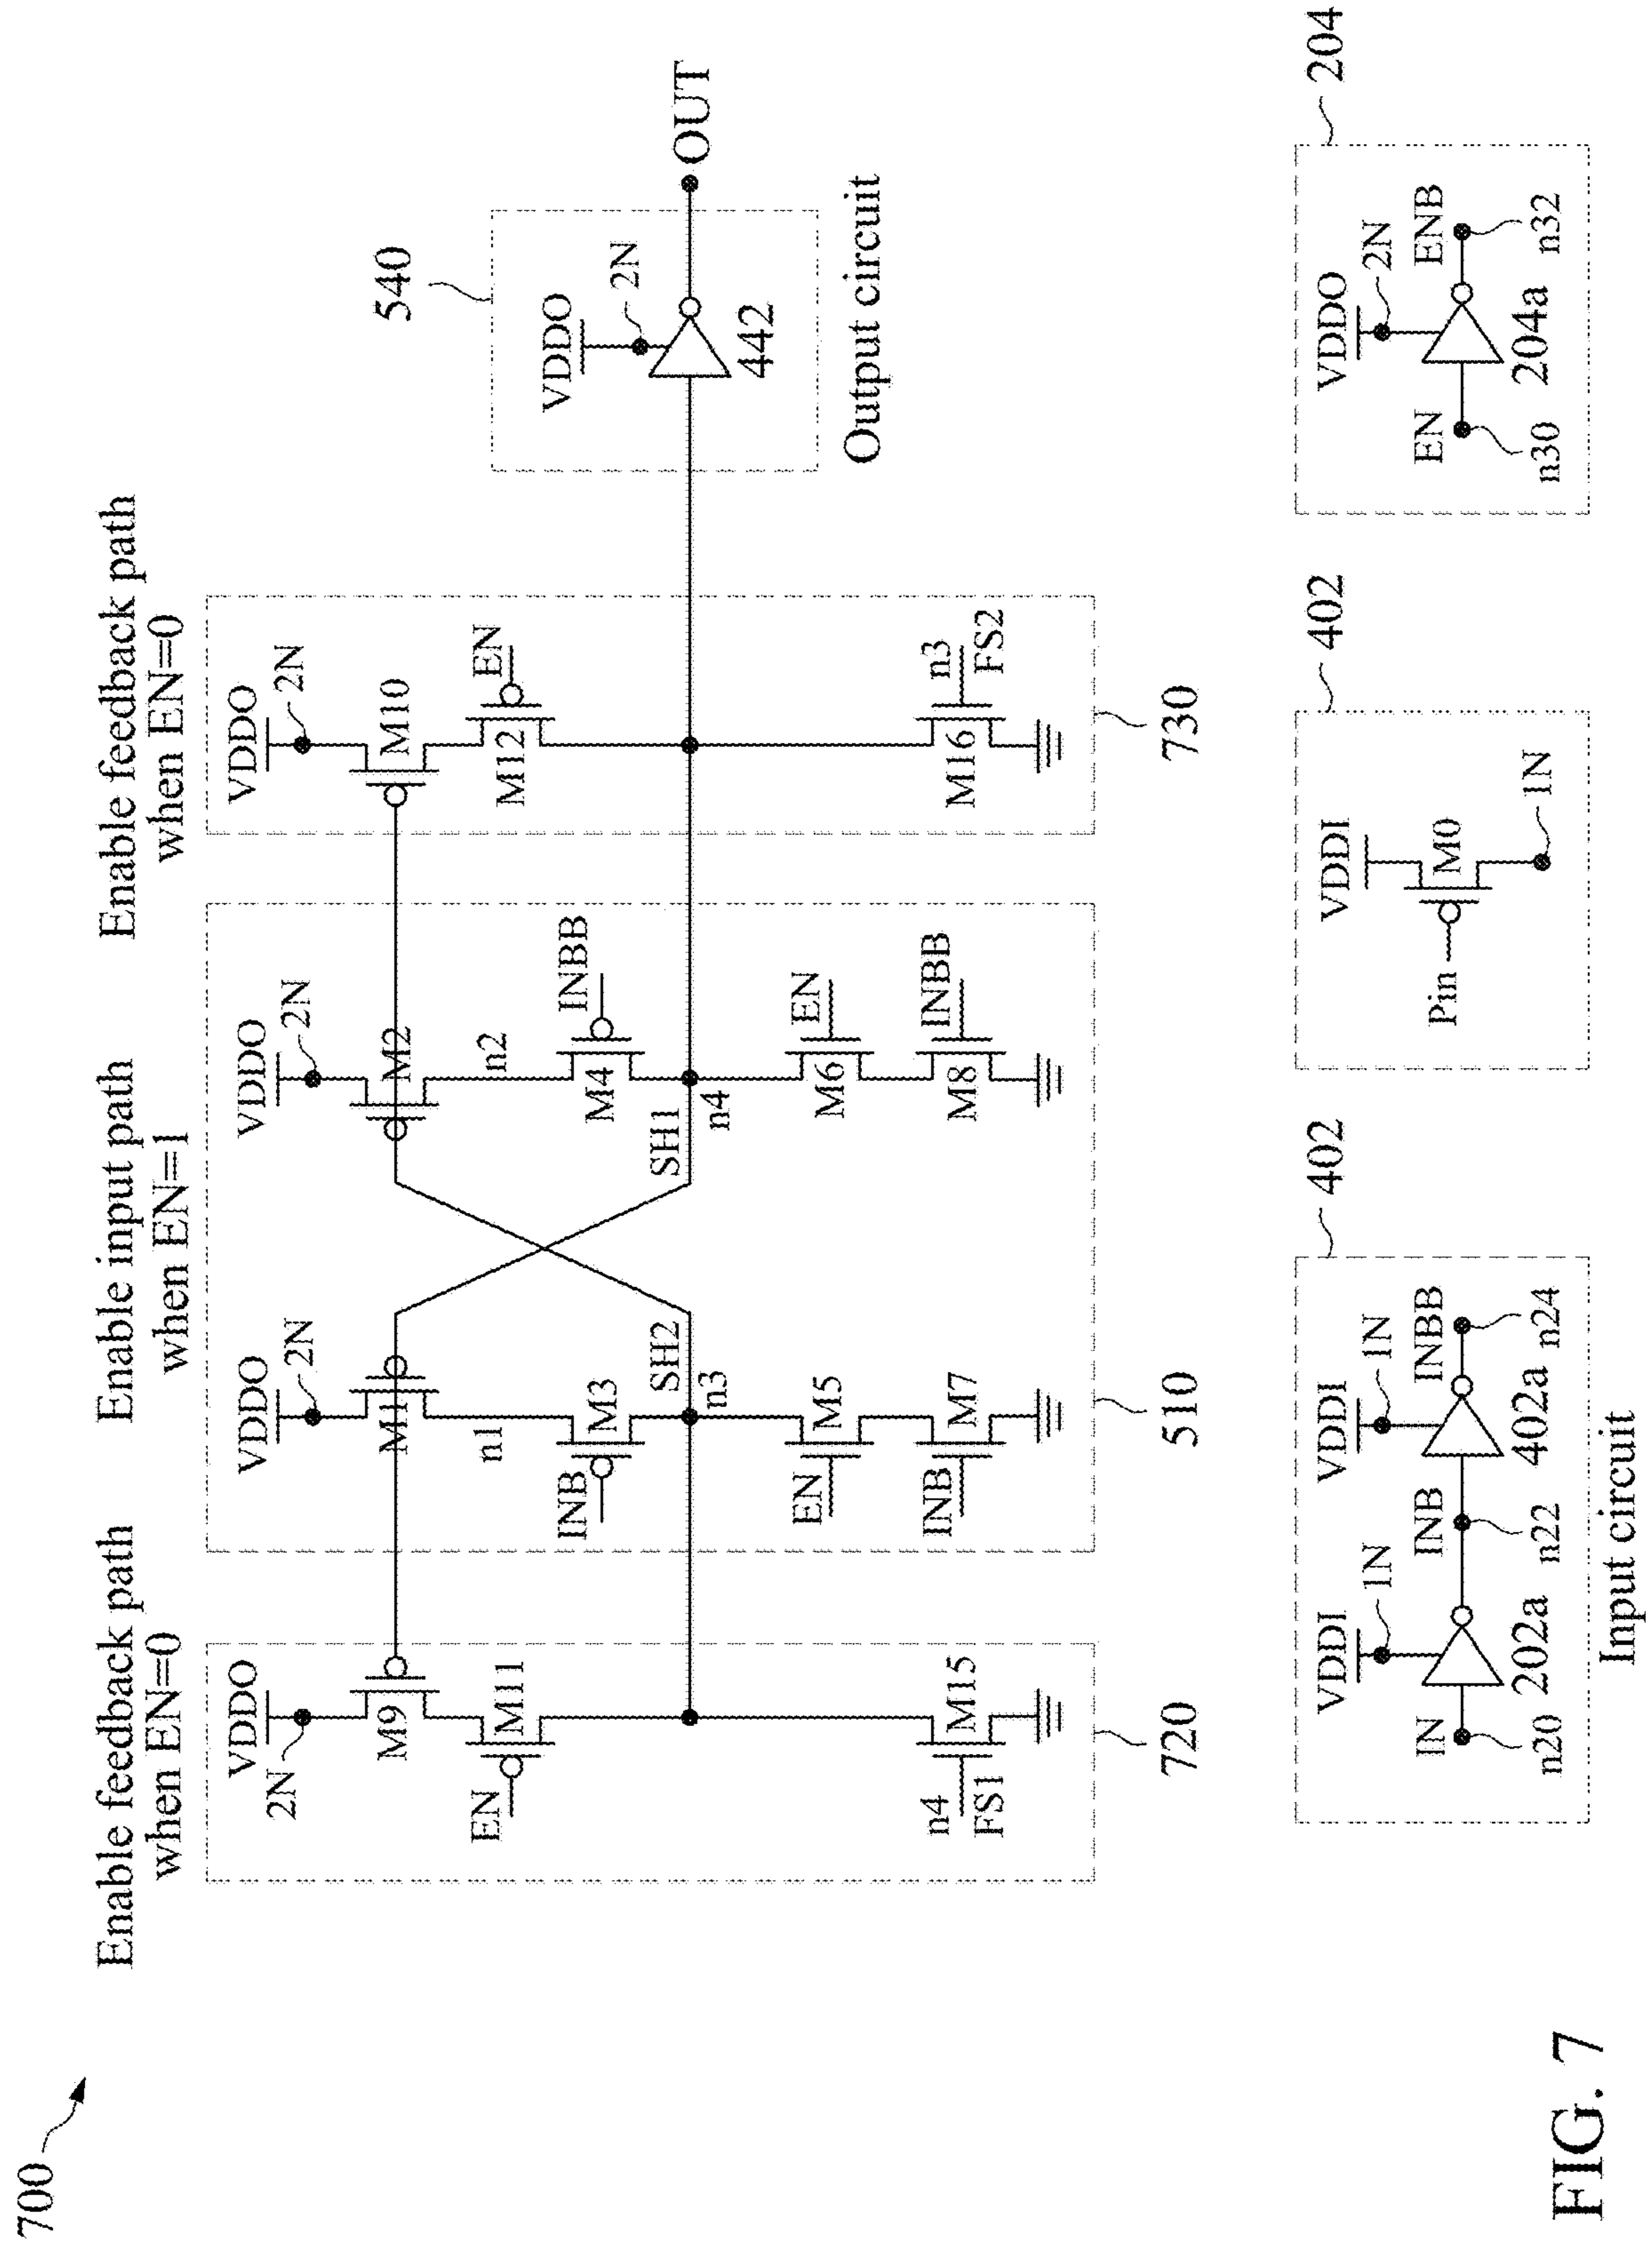 700
Enable feedback path
when EN=0
Enable input path
when EN=1
Enable feedback path
when EN=0
VDDO
2N
M9
M11
EN
n4
FS1
M15
720
VDDO
2N
M1
n1
INB
M3
SH2
n3
EN
M5
INB
M7
510
VDDO
2N
M2
n2
INBB
M4
SH1
n4
EN
M6
INBB
M8
VDDO
2N
M10
EN
M12
n3
FS2
M16
730
540
VDDO
2N
442
OUT
Output circuit
402
VDDI
1N
IN
n20
202a
INB
n22
VDDI
1N
INBB
402a
n24
Input circuit
402
VDDI
Pin
M0
1N
204
VDDO
2N
EN
n30
204a
ENB
n32
FIG. 7